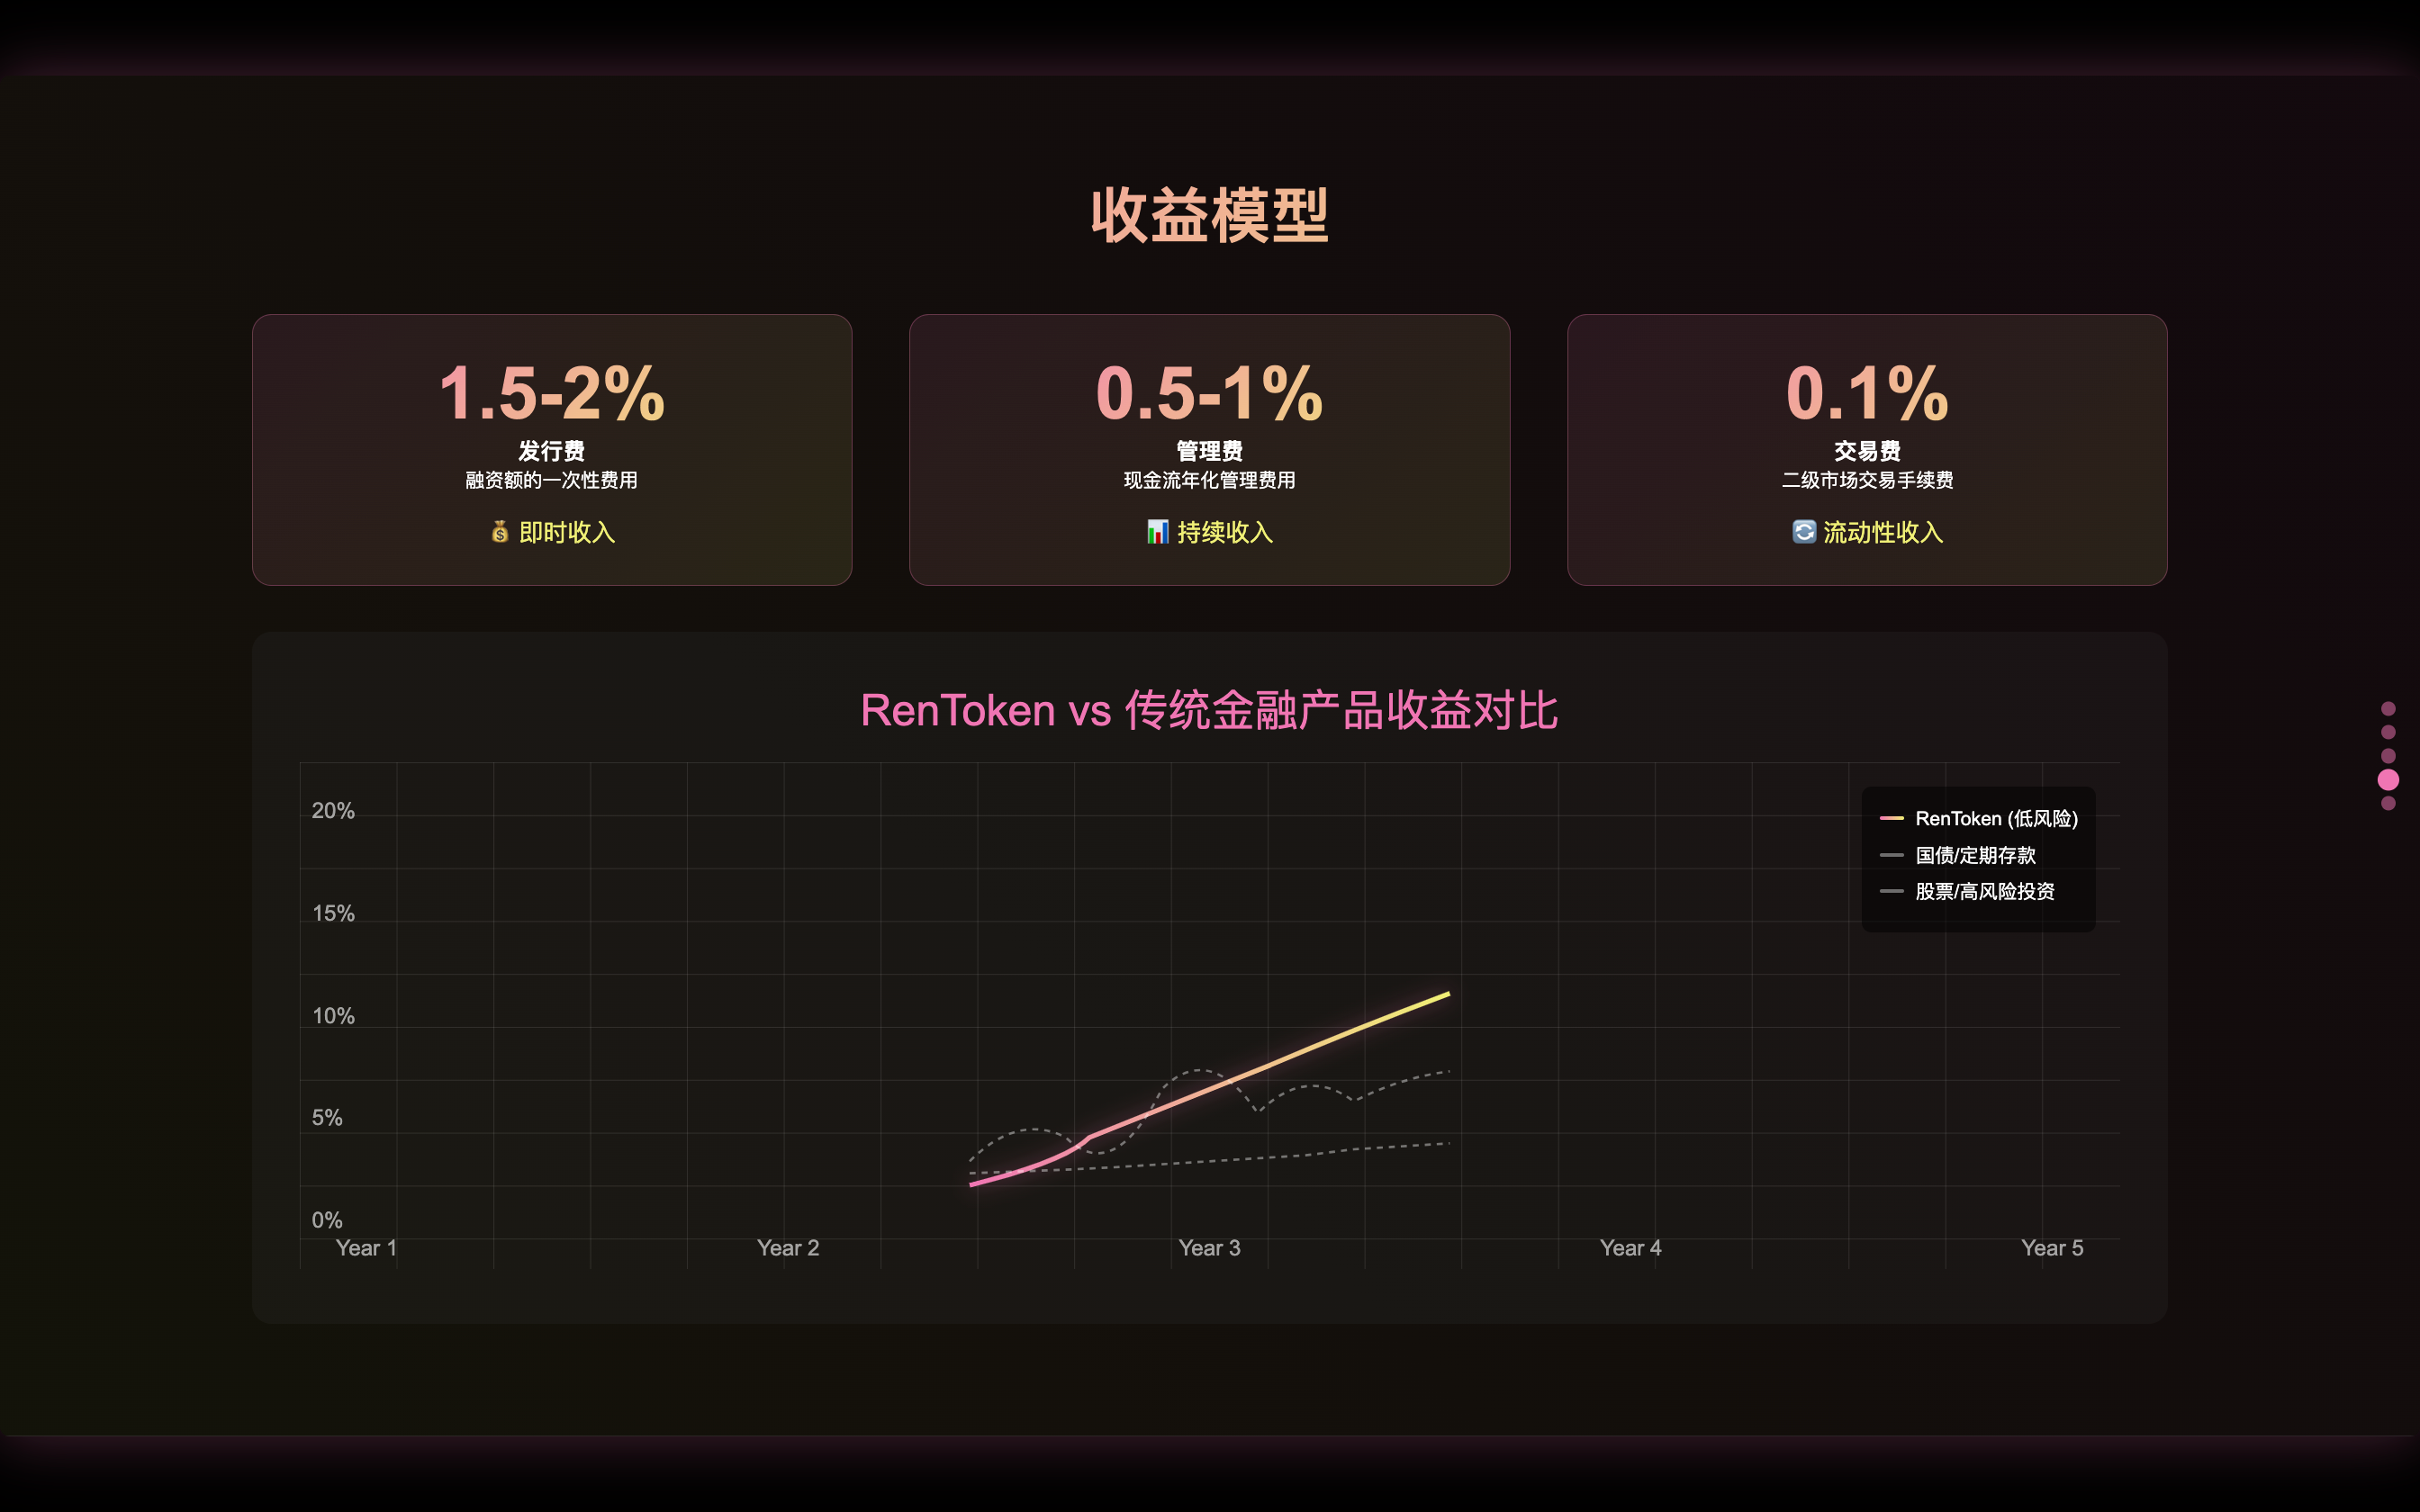 收益模型
1.5-2%
发行费
融资额的一次性费用
💰 即时收入
0.5-1%
管理费
现金流年化管理费用
📊 持续收入
0.1%
交易费
二级市场交易手续费
🔄 流动性收入
RenToken vs 传统金融产品收益对比
20%
15%
10%
5%
0%
RenToken (低风险)
国债/定期存款
股票/高风险投资
Year 1
Year 2
Year 3
Year 4
Year 5